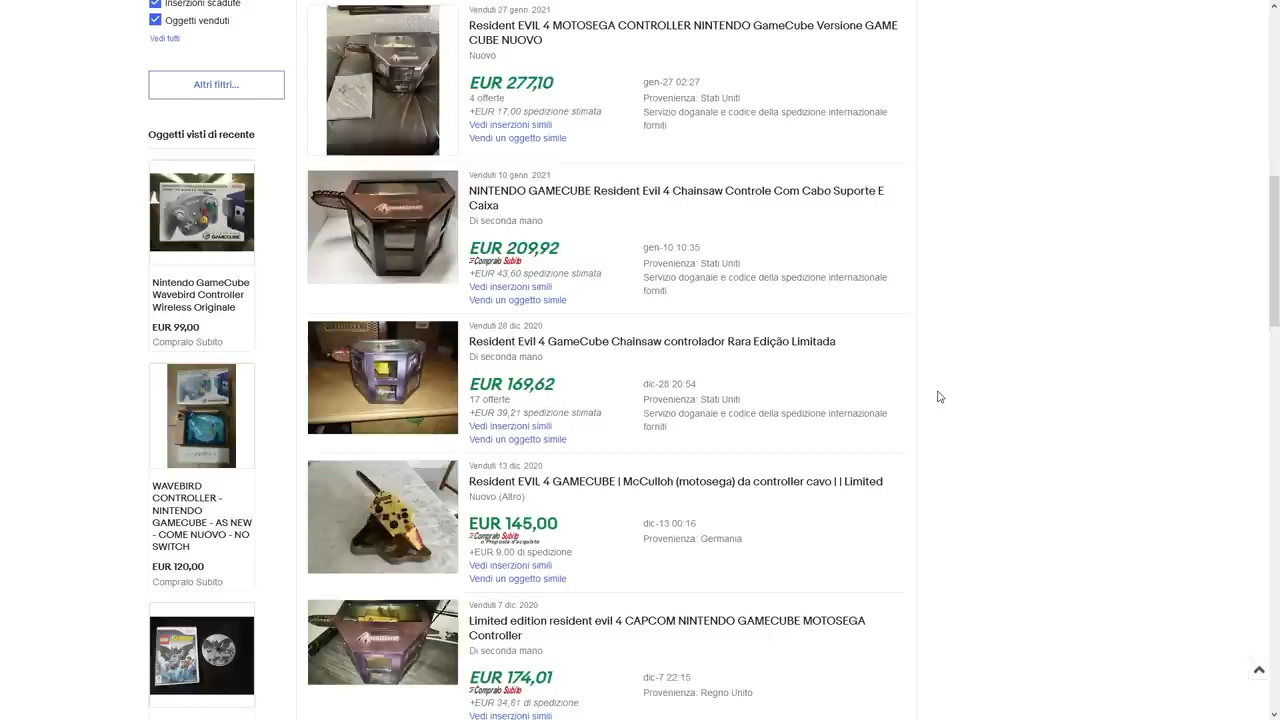 Inserzioni scadute
Oggetti venduti
Vedi tutti
Altri filtri...
Oggetti visti di recente
Nintendo GameCube
Wavebird Controller
Wireless Originale
EUR 99,00
Compralo Subito
WAVEBIRD
CONTROLLER -
NINTENDO
GAMECUBE - AS NEW
- COME NUOVO - NO
SWITCH
EUR 120,00
Compralo Subito
Venduti 27 genn. 2021
Resident EVIL 4 MOTOSEGA CONTROLLER NINTENDO GameCube Versione GAME
CUBE NUOVO
Nuovo
EUR 277,10
4 offerte
+EUR 17,00 spedizione stimata
Vedi inserzioni simili
Vendi un oggetto simile
gen-27 02:27
Provenienza: Stati Uniti
Servizio doganale e codice della spedizione internazionale
forniti
Venduti 10 genn. 2021
NINTENDO GAMECUBE Resident Evil 4 Chainsaw Controle Com Cabo Suporte E
Caixa
Di seconda mano
EUR 209,92
Compralo Subito
+EUR 43,60 spedizione stimata
Vedi inserzioni simili
Vendi un oggetto simile
gen-10 10:35
Provenienza: Stati Uniti
Servizio doganale e codice della spedizione internazionale
forniti
Venduti 28 dic. 2020
Resident Evil 4 GameCube Chainsaw controlador Rara Edição Limitada
Di seconda mano
EUR 169,62
17 offerte
+EUR 39,21 spedizione stimata
Vedi inserzioni simili
Vendi un oggetto simile
dic-28 20:54
Provenienza: Stati Uniti
Servizio doganale e codice della spedizione internazionale
forniti
Venduti 13 dic. 2020
Resident EVIL 4 GAMECUBE | McCulloh (motosega) da controller cavo | | Limited
Nuovo (Altro)
EUR 145,00
Compralo Subito
o Proposta d'acquisto
+EUR 9,00 di spedizione
Vedi inserzioni simili
Vendi un oggetto simile
dic-13 00:16
Provenienza: Germania
Venduti 7 dic. 2020
Limited edition resident evil 4 CAPCOM NINTENDO GAMECUBE MOTOSEGA
Controller
Di seconda mano
EUR 174,01
Compralo Subito
+EUR 34,81 di spedizione
Vedi inserzioni simili
dic-7 22:15
Provenienza: Regno Unito